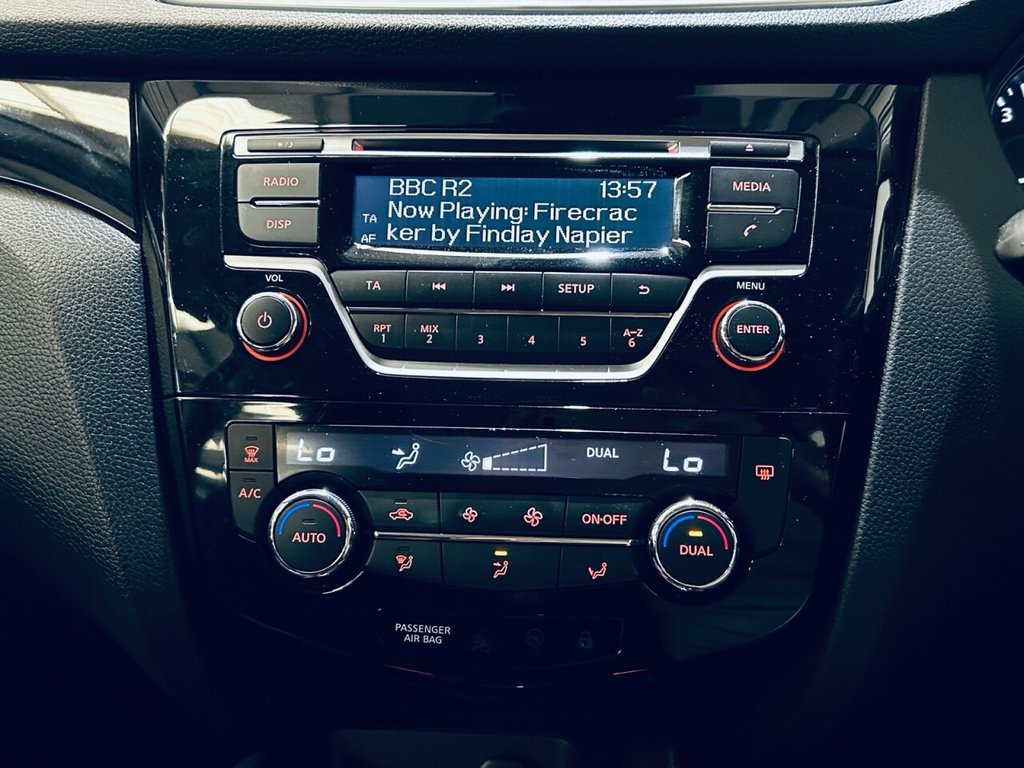 RADIO
DISP
BBC R2 13:57
TA Now Playing: Firecrac
AF ker by Findlay Napier
MEDIA
VOL
TA
SETUP
MENU
RPT 1
MIX 2
3
4
5
A-Z 6
ENTER
3
MAX
Lo
DUAL
Lo
A/C
AUTO
ON·OFF
DUAL
PASSENGER
AIR BAG